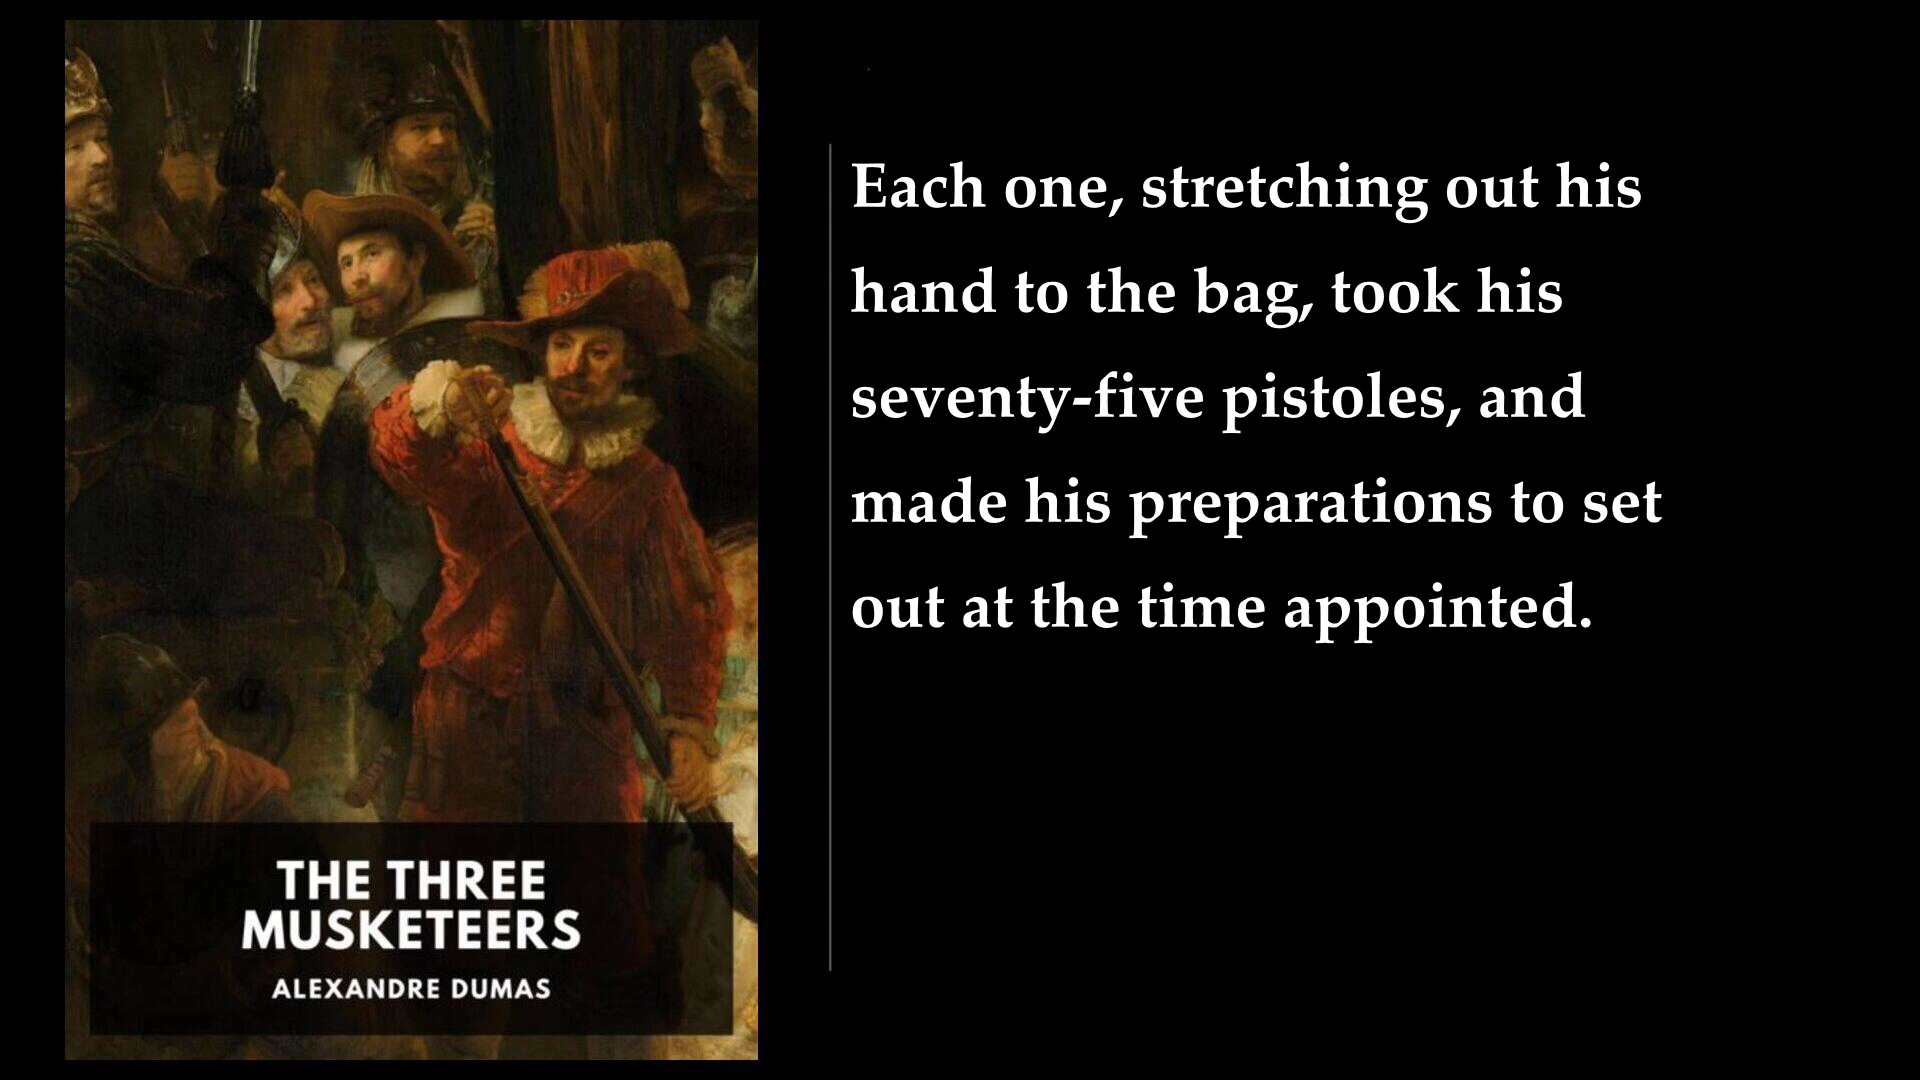 Each one, stretching out his
hand to the bag, took his
seventy-five pistoles, and
made his preparations to set
out at the time appointed.
THE THREE
MUSKETEERS
ALEXANDRE DUMAS